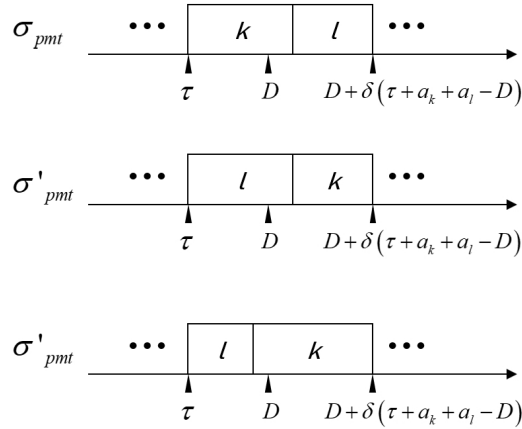 σ_pmt ••• k l •••
τ D D + δ(τ + a_k + a_l − D)
σ'_pmt ••• l k •••
τ D D + δ(τ + a_k + a_l − D)
σ'_pmt ••• l k •••
τ D D + δ(τ + a_k + a_l − D)